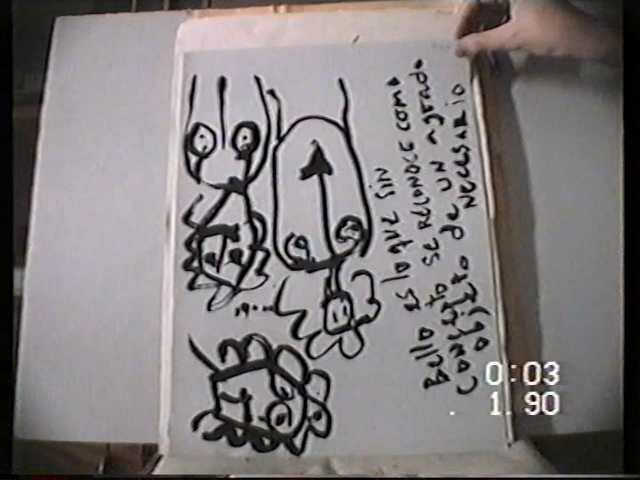 Bello es lo que SIN
CONCEPTO SE RECONOCE COMO
objeto de UN agrado
NECESARIO
0:03
. 1. 90